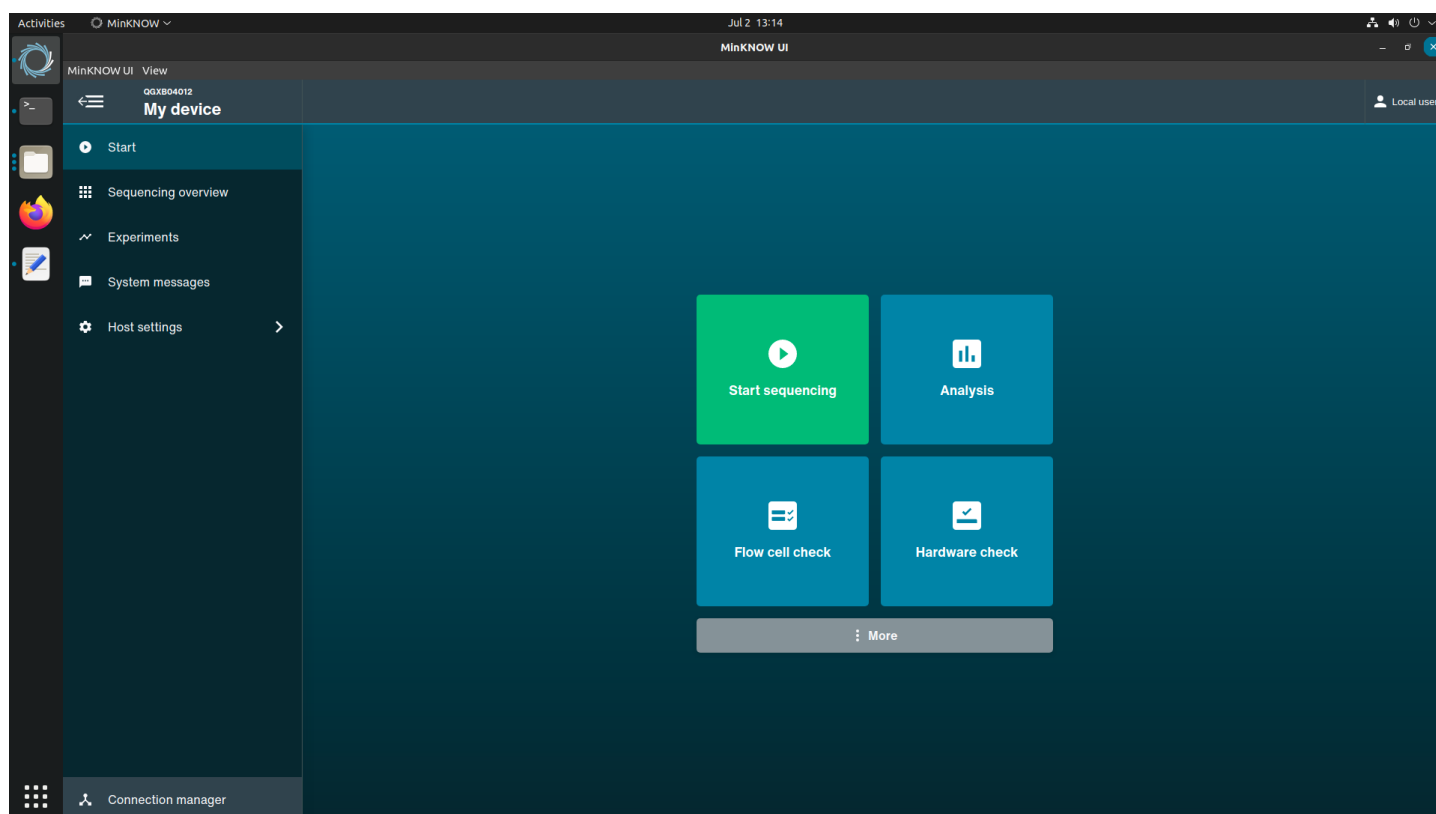 Activities MinKNOW Jul 2 13:14
MinKNOW UI
MinKNOW UI View
QGXB04012
My device
Local user
Start
Sequencing overview
Experiments
System messages
Host settings
Start sequencing
Analysis
Flow cell check
Hardware check
More
Connection manager